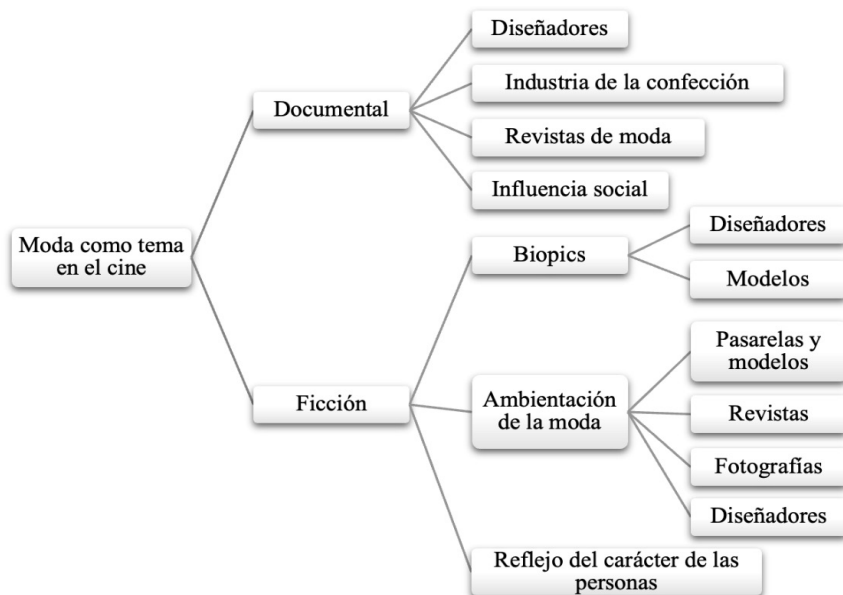 Diseñadores
Industria de la confección
Documental
Revistas de moda
Influencia social
Moda como tema
en el cine
Biopics
Diseñadores
Modelos
Ficción
Ambientación
de la moda
Pasarelas y
modelos
Revistas
Fotografías
Diseñadores
Reflejo del carácter de las
personas